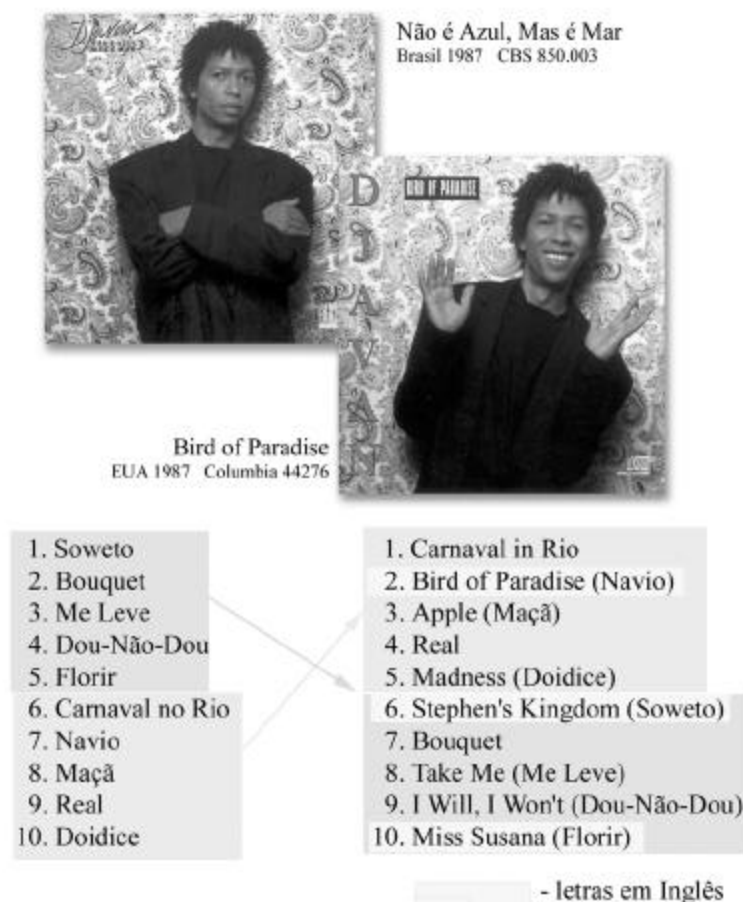 Djavan
Não é Azul, Mas é Mar
Brasil 1987 CBS 850.003
BIRD OF PARADISE
DJAVAN
Bird of Paradise
EUA 1987 Columbia 44276
1. Soweto
2. Bouquet
3. Me Leve
4. Dou-Não-Dou
5. Florir
6. Carnaval no Rio
7. Navio
8. Maçã
9. Real
10. Doidice
1. Carnaval in Rio
2. Bird of Paradise (Navio)
3. Apple (Maçã)
4. Real
5. Madness (Doidice)
6. Stephen's Kingdom (Soweto)
7. Bouquet
8. Take Me (Me Leve)
9. I Will, I Won't (Dou-Não-Dou)
10. Miss Susana (Florir)
- letras em Inglês